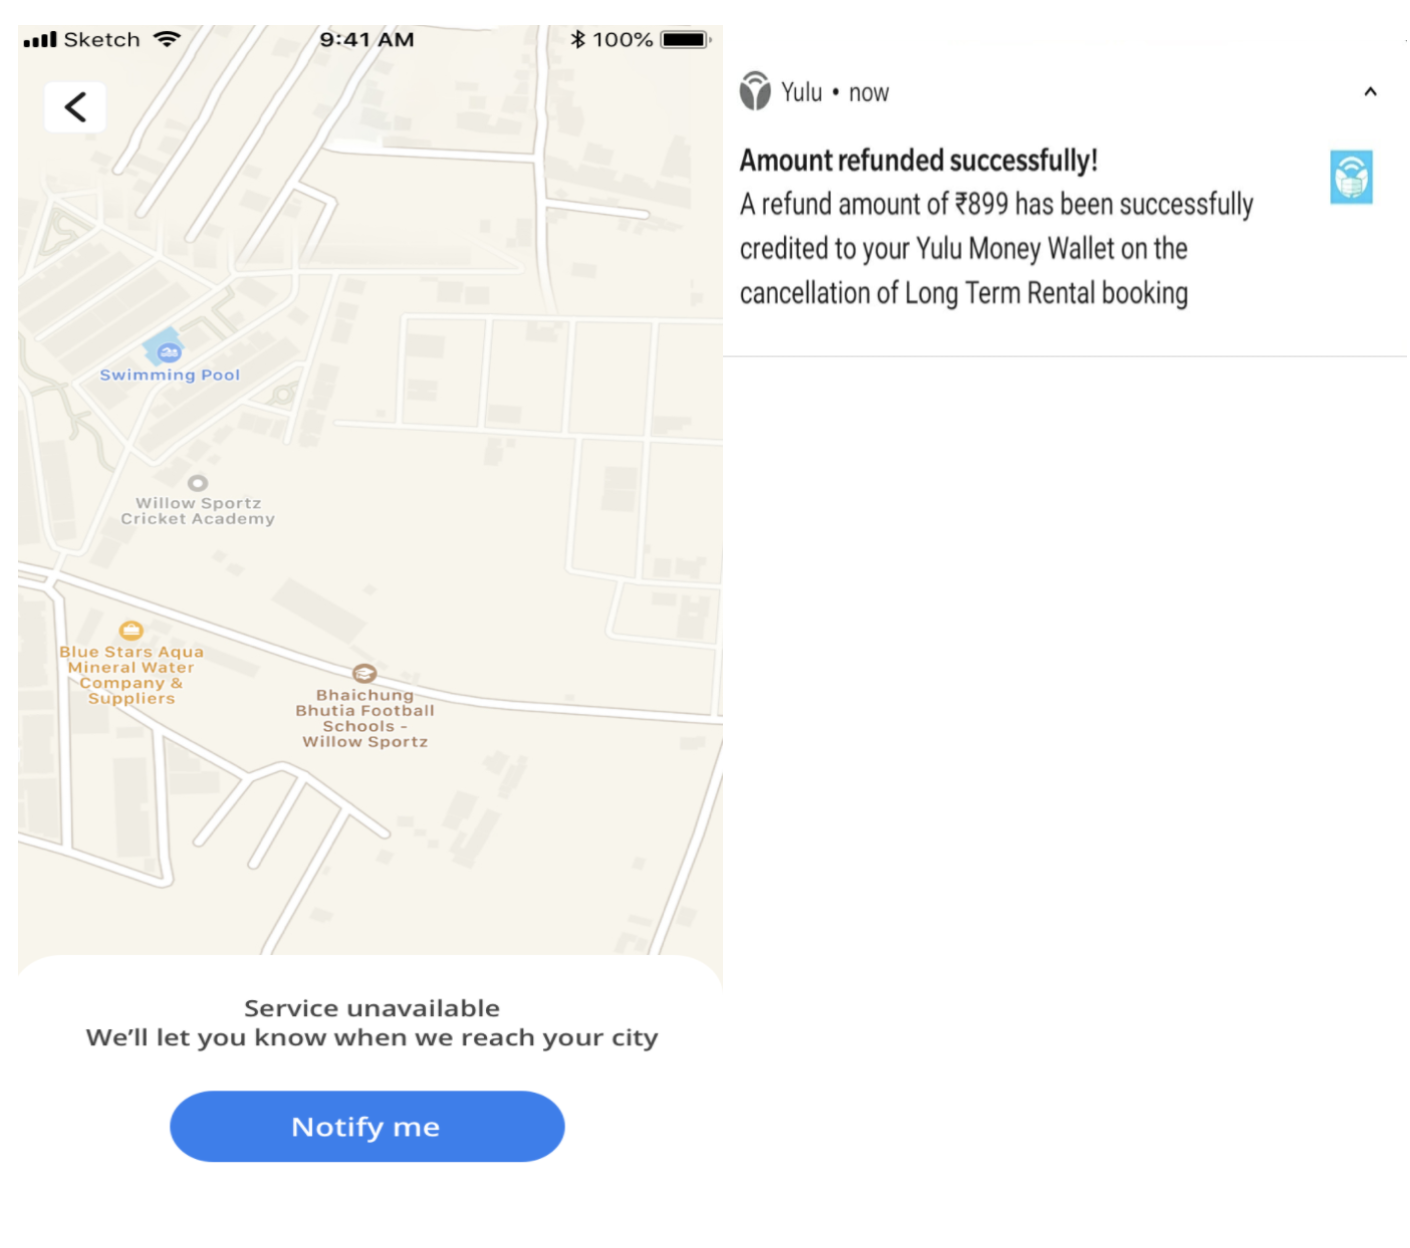 Sketch 9:41 AM 100%
Swimming Pool
Willow Sportz
Cricket Academy
Blue Stars Aqua
Mineral Water
Company &
Suppliers
Bhaichung
Bhutia Football
Schools -
Willow Sportz
Service unavailable
We’ll let you know when we reach your city
Notify me
Yulu • now
Amount refunded successfully!
A refund amount of ₹899 has been successfully
credited to your Yulu Money Wallet on the
cancellation of Long Term Rental booking